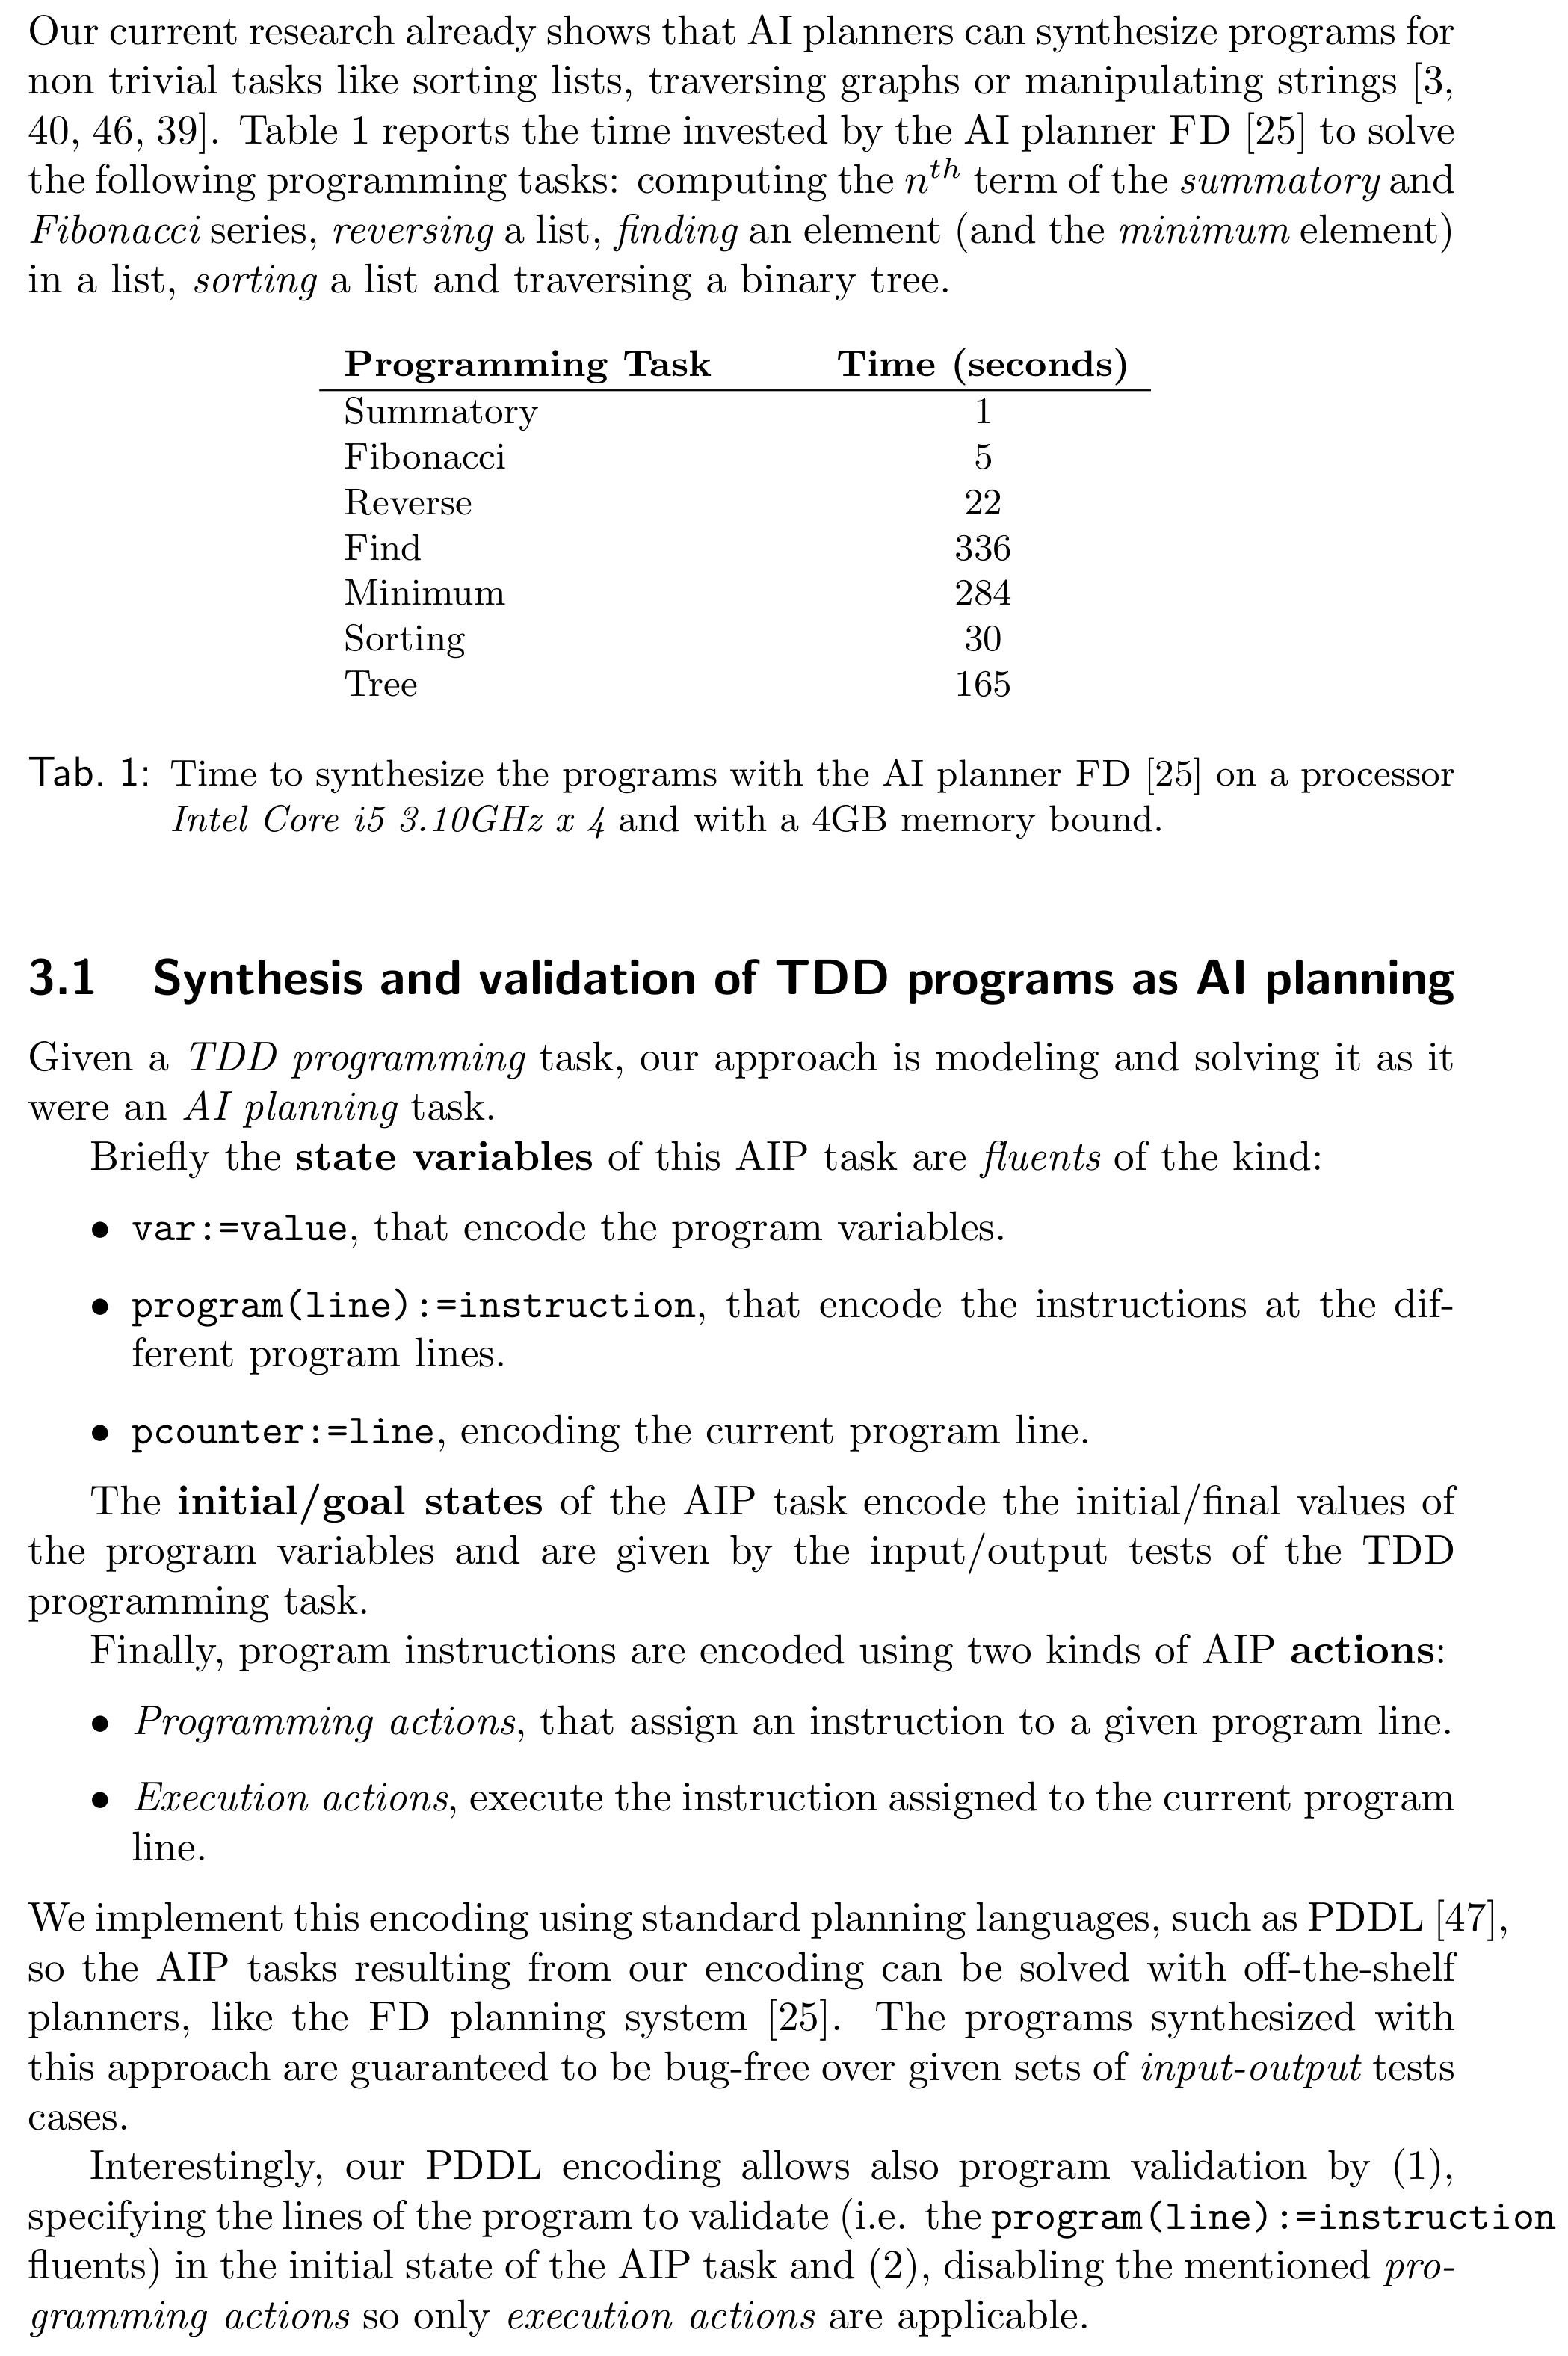 Our current research already shows that AI planners can synthesize programs for
non trivial tasks like sorting lists, traversing graphs or manipulating strings [3,
40, 46, 39]. Table 1 reports the time invested by the AI planner FD [25] to solve
the following programming tasks: computing the nth term of the summatory and
Fibonacci series, reversing a list, finding an element (and the minimum element)
in a list, sorting a list and traversing a binary tree.
Programming Task Time (seconds)
Summatory 1
Fibonacci 5
Reverse 22
Find 336
Minimum 284
Sorting 30
Tree 165
Tab. 1: Time to synthesize the programs with the AI planner FD [25] on a processor
Intel Core i5 3.10GHz x 4 and with a 4GB memory bound.
3.1 Synthesis and validation of TDD programs as AI planning
Given a TDD programming task, our approach is modeling and solving it as it
were an AI planning task.
Briefly the state variables of this AIP task are fluents of the kind:
• var:=value, that encode the program variables.
• program(line):=instruction, that encode the instructions at the dif-
ferent program lines.
• pcounter:=line, encoding the current program line.
The initial/goal states of the AIP task encode the initial/final values of
the program variables and are given by the input/output tests of the TDD
programming task.
Finally, program instructions are encoded using two kinds of AIP actions:
• Programming actions, that assign an instruction to a given program line.
• Execution actions, execute the instruction assigned to the current program
line.
We implement this encoding using standard planning languages, such as PDDL [47],
so the AIP tasks resulting from our encoding can be solved with off-the-shelf
planners, like the FD planning system [25]. The programs synthesized with
this approach are guaranteed to be bug-free over given sets of input-output tests
cases.
Interestingly, our PDDL encoding allows also program validation by (1),
specifying the lines of the program to validate (i.e. the program(line):=instruction
fluents) in the initial state of the AIP task and (2), disabling the mentioned pro-
gramming actions so only execution actions are applicable.